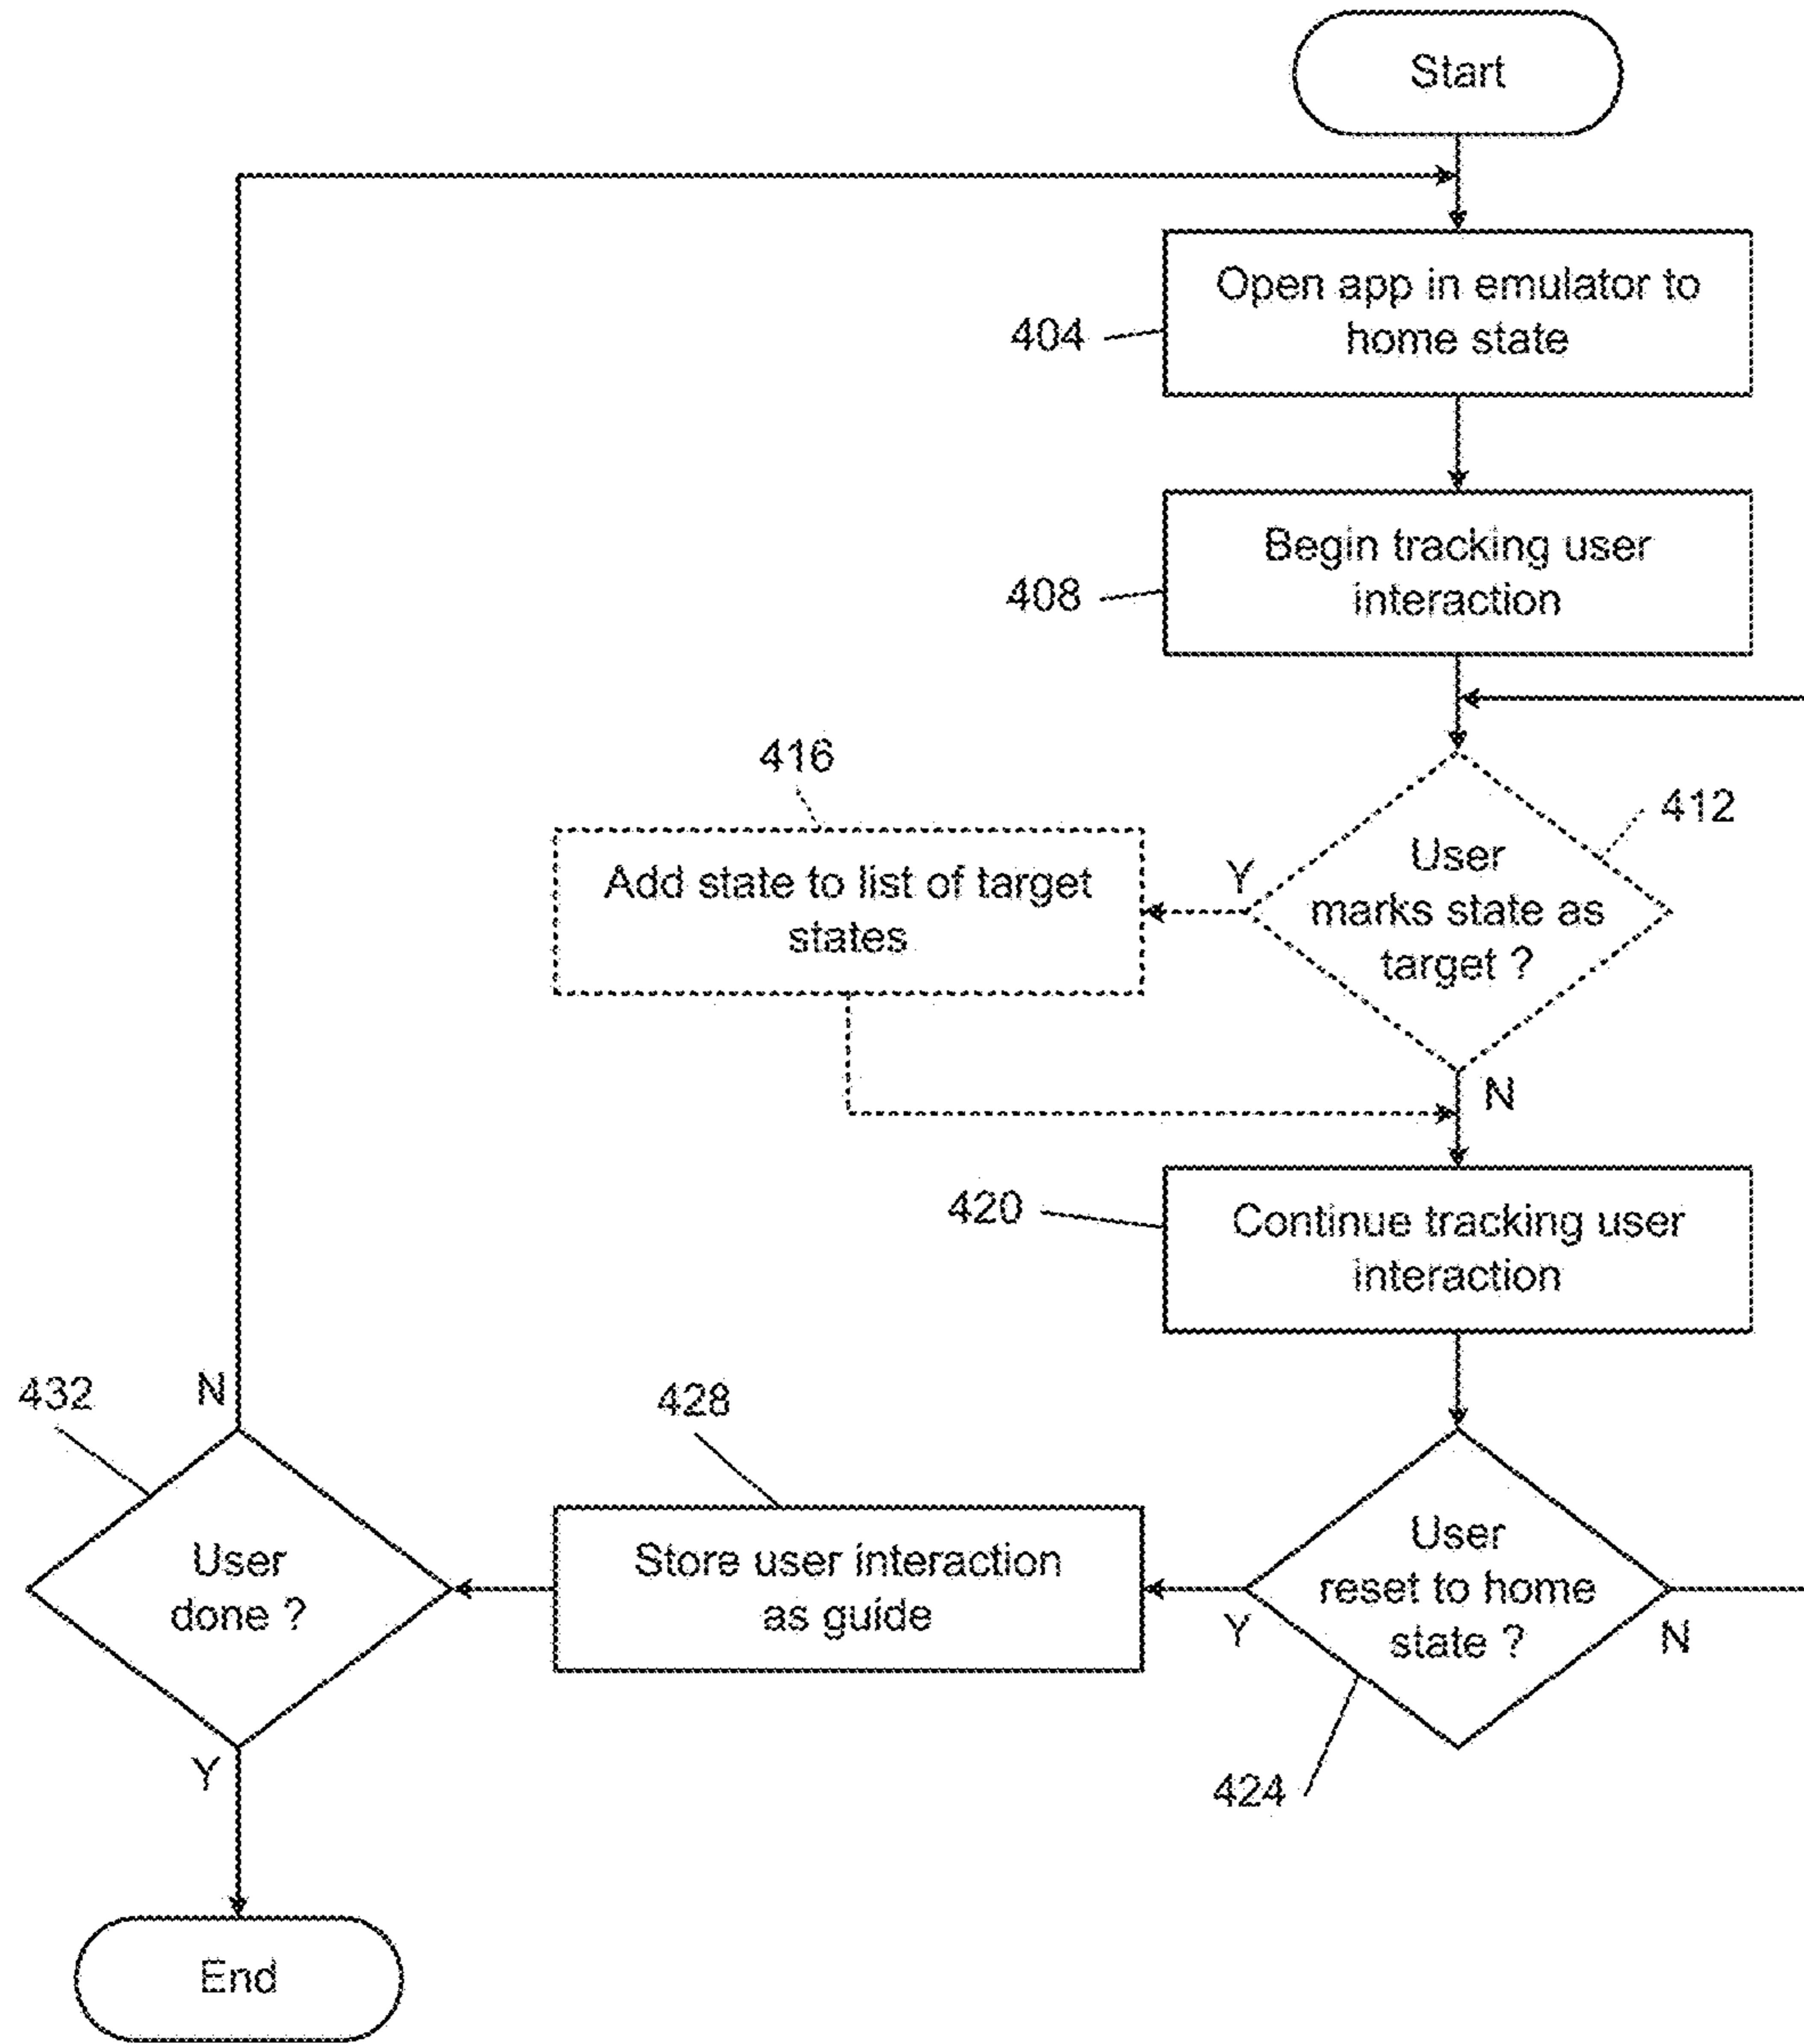 Start
Open app in emulator to
home state
404
Begin tracking user
interaction
408
416
412
Add state to list of target
states
Y
User
marks state as
target ?
N
420
Continue tracking user
interaction
432
N
428
User
done ?
Store user interaction
as guide
Y
User
reset to home
state ?
N
Y
424
End